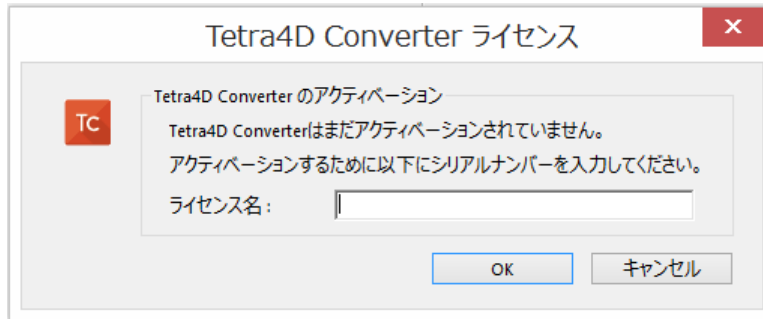 Tetra4D Converter ライセンス
Tetra4D Converter のアクティベーション
TC
Tetra4D Converterはまだアクティベーションされていません。
アクティベーションするために以下にシリアルナンバーを入力してください。
ライセンス名 :
OK
キャンセル